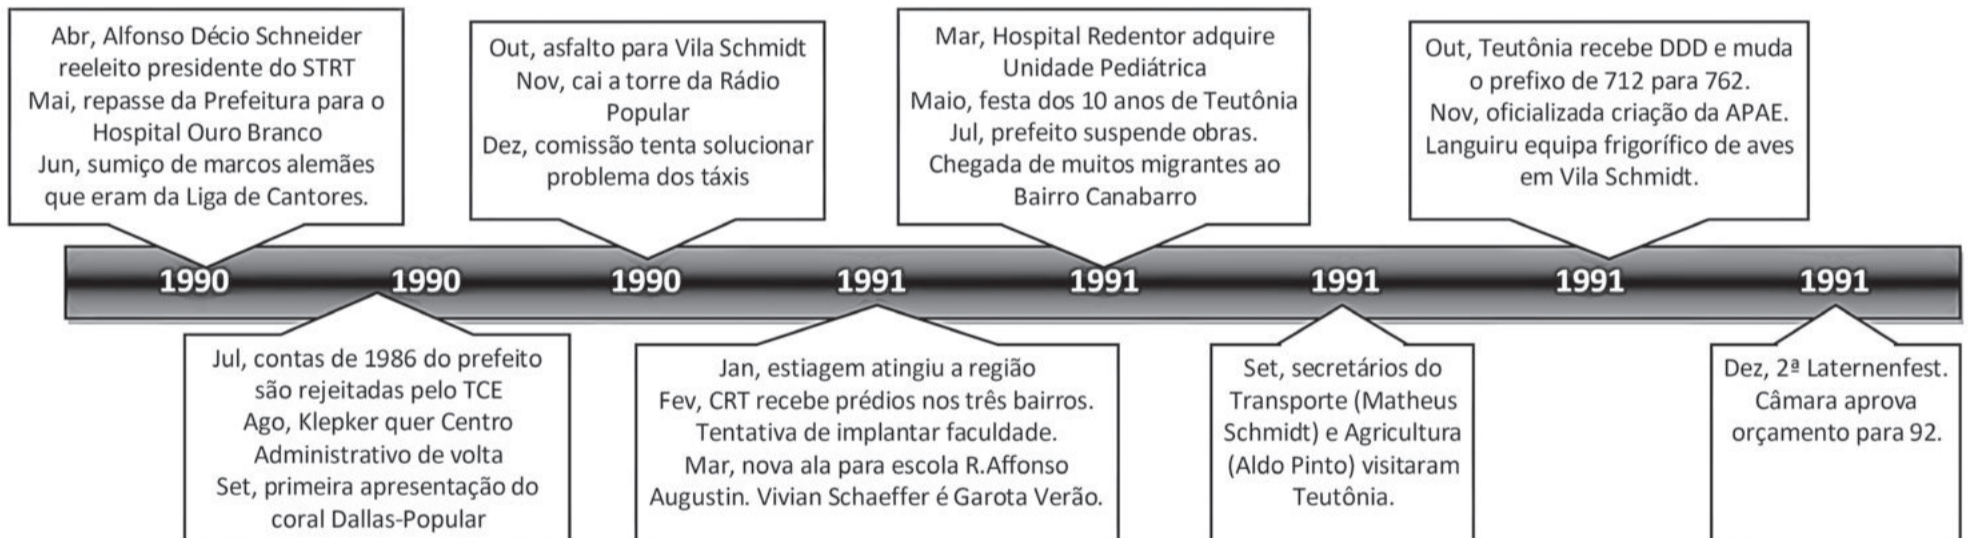 Abr, Alfonso Décio Schneider
reeleito presidente do STRT
Mai, repasse da Prefeitura para o
Hospital Ouro Branco
Jun, sumiço de marcos alemães
que eram da Liga de Cantores.
Out, asfalto para Vila Schmidt
Nov, cai a torre da Rádio
Popular
Dez, comissão tenta solucionar
problema dos táxis
Mar, Hospital Redentor adquire
Unidade Pediátrica
Maio, festa dos 10 anos de Teutônia
Jul, prefeito suspende obras.
Chegada de muitos migrantes ao
Bairro Canabarro
Out, Teutônia recebe DDD e muda
o prefixo de 712 para 762.
Nov, oficializada criação da APAE.
Languiru equipa frigorífico de aves
em Vila Schmidt.
1990 1990 1990 1991 1991 1991 1991 1991
Jul, contas de 1986 do prefeito
são rejeitadas pelo TCE
Ago, Klepker quer Centro
Administrativo de volta
Set, primeira apresentação do
coral Dallas-Popular
Jan, estiagem atingiu a região
Fev, CRT recebe prédios nos três bairros.
Tentativa de implantar faculdade.
Mar, nova ala para escola R.Affonso
Augustin. Vivian Schaeffer é Garota Verão.
Set, secretários do
Transporte (Matheus
Schmidt) e Agricultura
(Aldo Pinto) visitaram
Teutônia.
Dez, 2ª Laternenfest.
Câmara aprova
orçamento para 92.